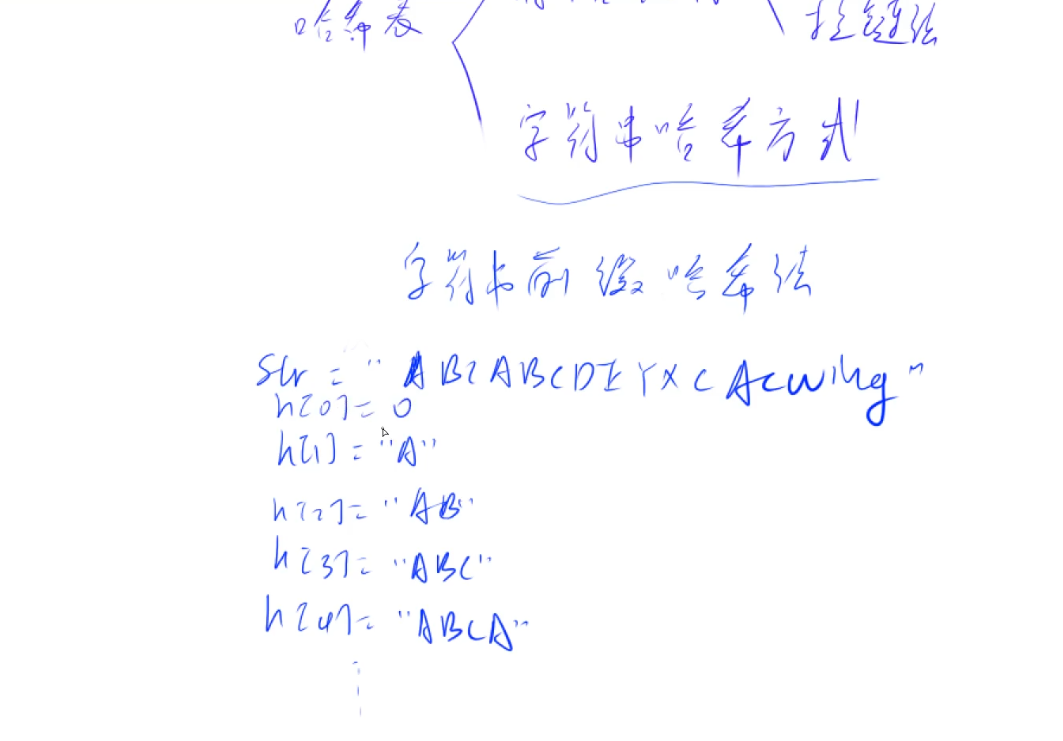 哈希表
拉链法
字符串哈希方式
字符串前缀哈希法
str = "ABCABCDEYXCAcwing"
h[0] = 0
h[1] = "A"
h[2] = "AB"
h[3] = "ABC"
h[4] = "ABCA"